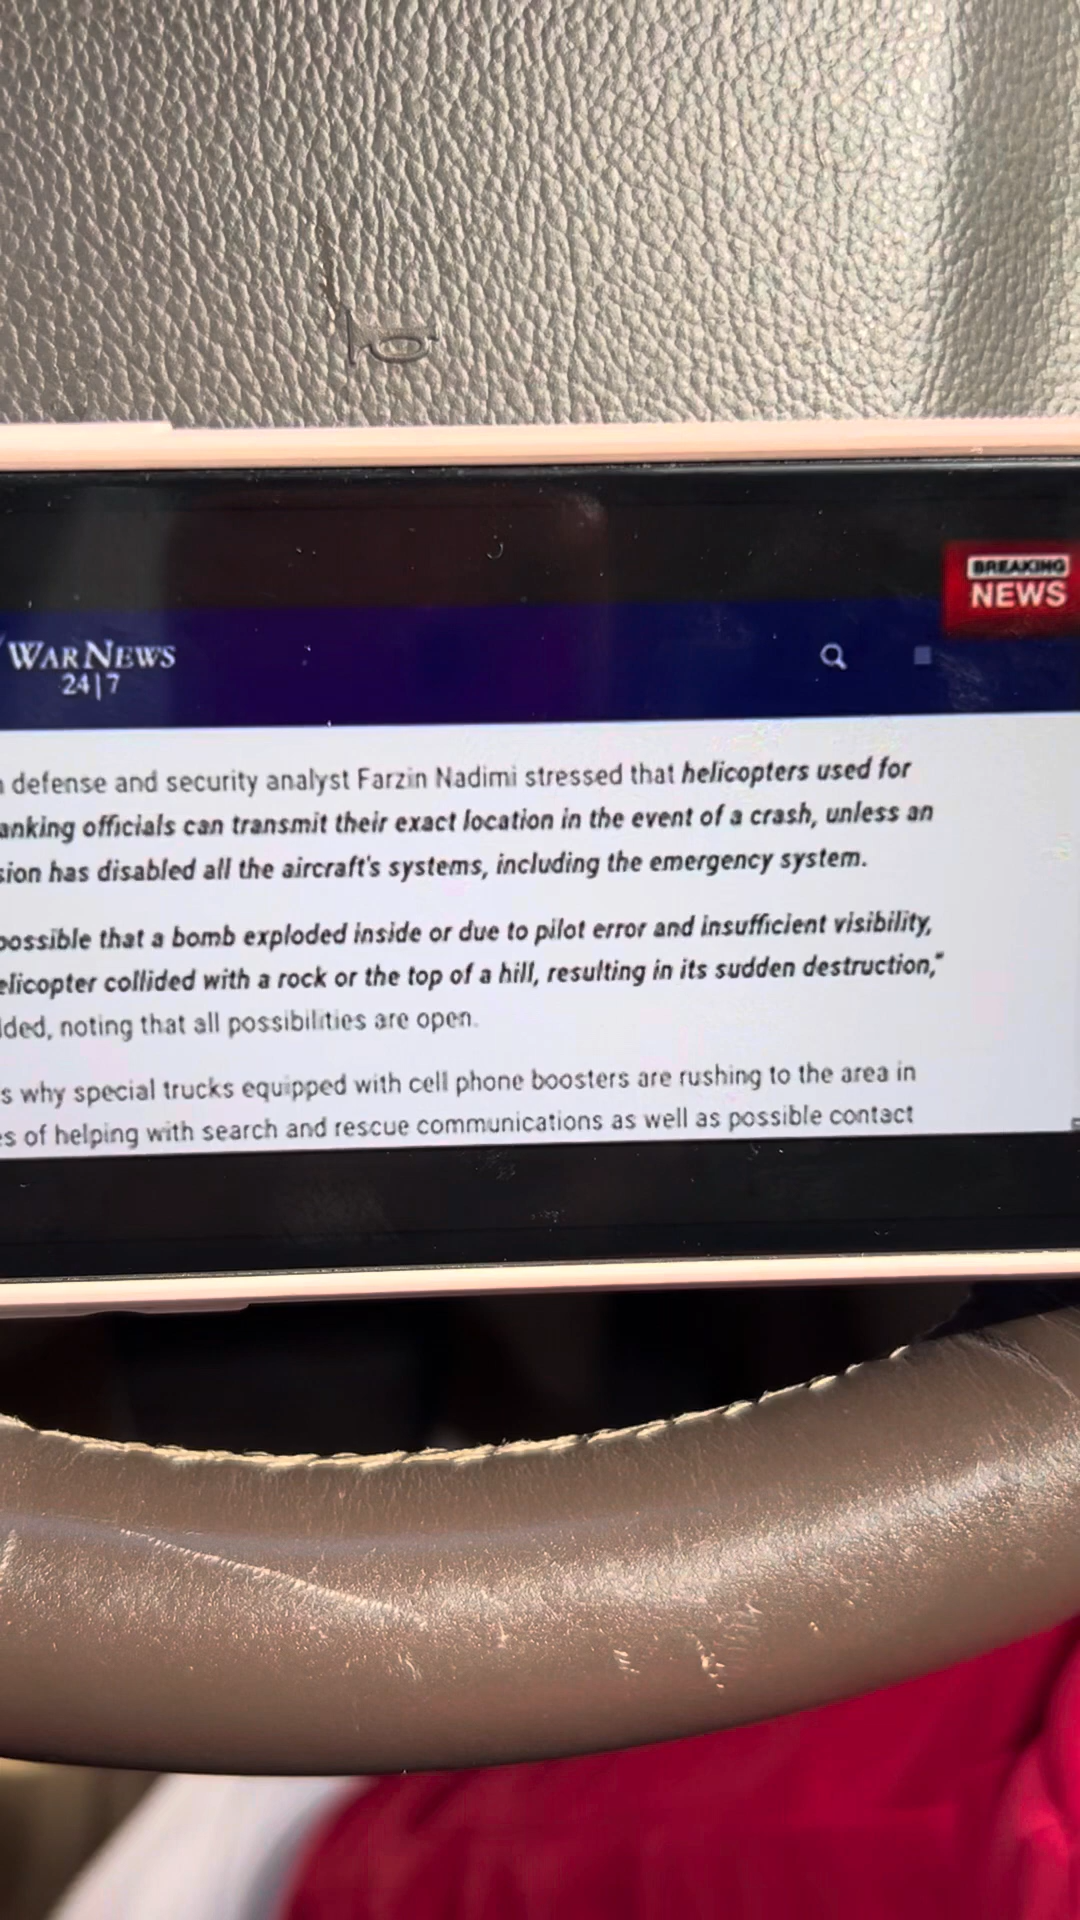 BREAKING
NEWS
WARNEWS
24|7
defense and security analyst Farzin Nadimi stressed that helicopters used for
anking officials can transmit their exact location in the event of a crash, unless an
sion has disabled all the aircraft's systems, including the emergency system.
possible that a bomb exploded inside or due to pilot error and insufficient visibility,
elicopter collided with a rock or the top of a hill, resulting in its sudden destruction,"
ded, noting that all possibilities are open.
s why special trucks equipped with cell phone boosters are rushing to the area in
es of helping with search and rescue communications as well as possible contact